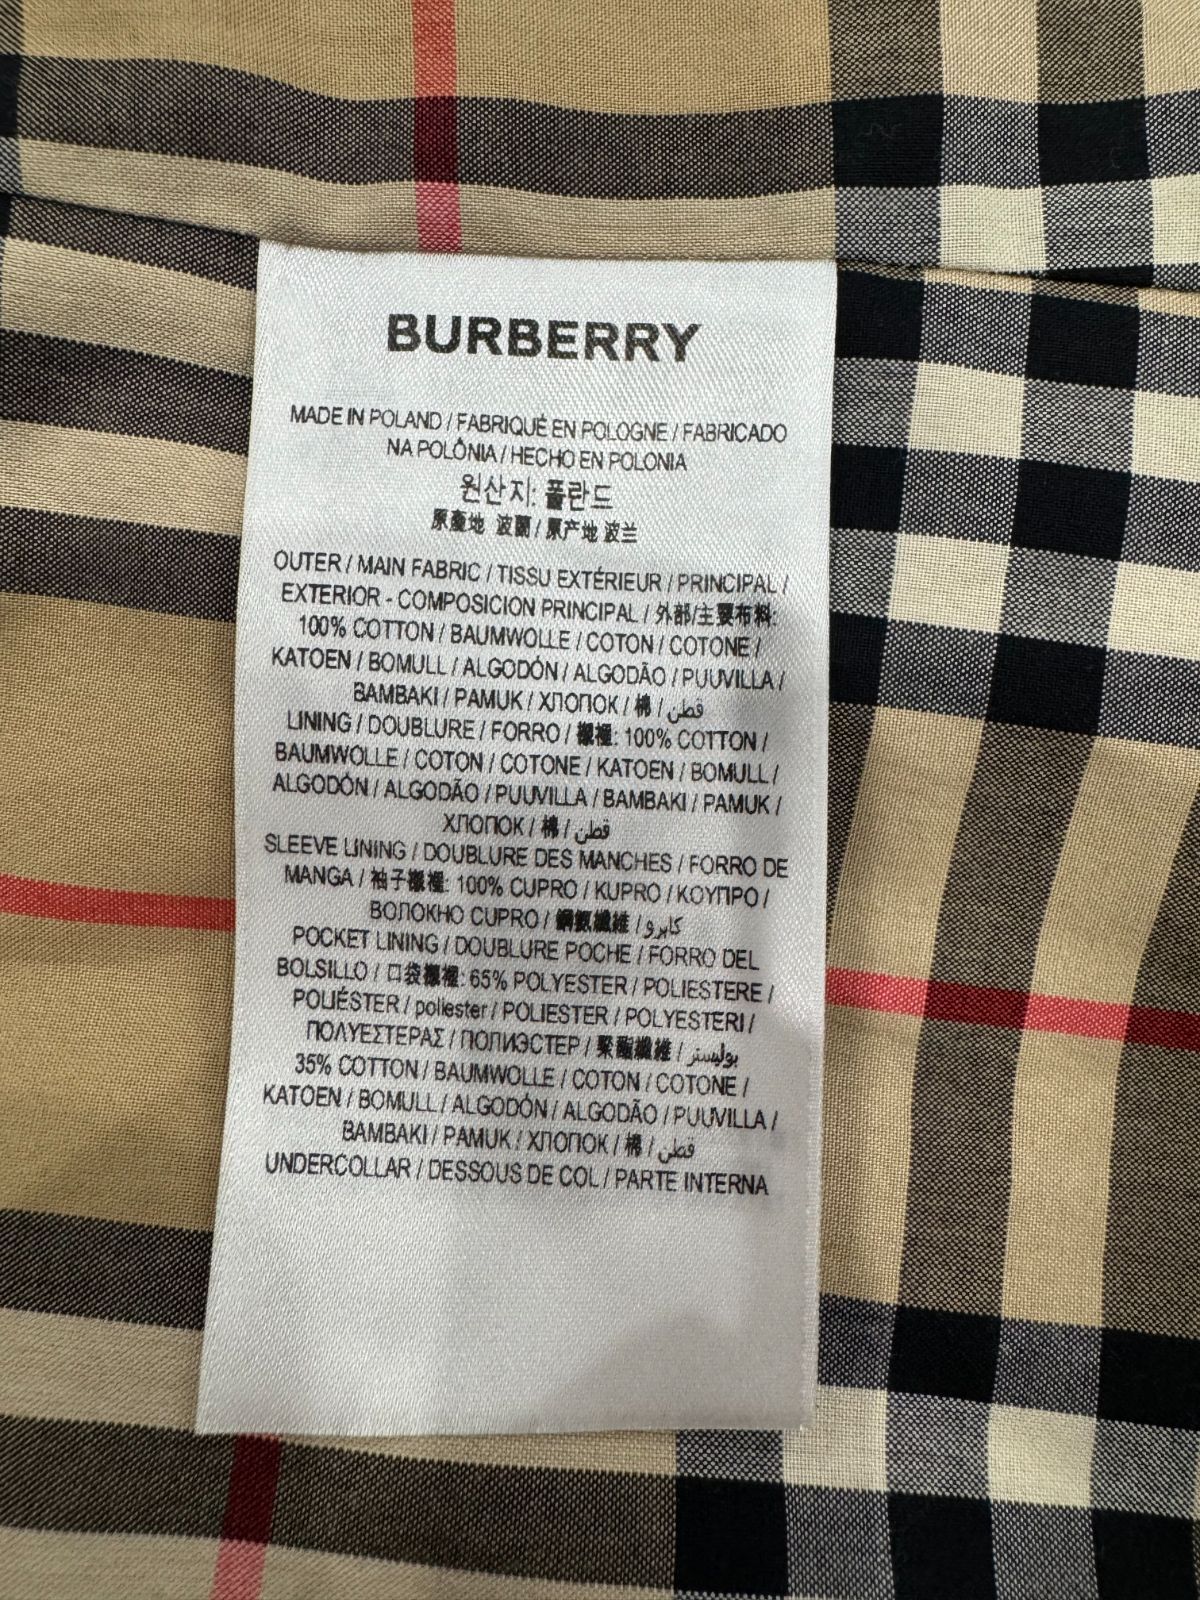 BURBERRY
MADE IN POLAND / FABRIQUÉ EN POLOGNE / FABRICADO
NA POLÔNIA / HECHO EN POLONIA
원산지: 폴란드
原產地 波蘭 / 原产地 波兰
OUTER / MAIN FABRIC / TISSU EXTÉRIEUR / PRINCIPAL /
EXTERIOR - COMPOSICION PRINCIPAL / 外部/主要布料:
100% COTTON / BAUMWOLLE / COTON / COTONE /
KATOEN / BOMULL / ALGODÓN / ALGODÃO / PUUVILLA /
BAMBAKI / PAMUK / ХЛОПОК / 棉 / قطن
LINING / DOUBLURE / FORRO / 襯裡: 100% COTTON /
BAUMWOLLE / COTON / COTONE / KATOEN / BOMULL /
ALGODÓN / ALGODÃO / PUUVILLA / BAMBAKI / PAMUK /
ХЛОПОК / 棉 / قطن
SLEEVE LINING / DOUBLURE DES MANCHES / FORRO DE
MANGA / 袖子襯裡: 100% CUPRO / KUPRO / ΚΟΥΠΡΟ /
ВОЛОКНО CUPRO / 銅氨纖維 / كابرو
POCKET LINING / DOUBLURE POCHE / FORRO DEL
BOLSILLO / 口袋襯裡: 65% POLYESTER / POLIESTERE /
POLIÉSTER / poliester / POLIESTER / POLYESTERI /
ΠΟΛΥΕΣΤΕΡΑΣ / ПОЛИЭСТЕР / 聚酯纖維 / بوليستر
35% COTTON / BAUMWOLLE / COTON / COTONE /
KATOEN / BOMULL / ALGODÓN / ALGODÃO / PUUVILLA /
BAMBAKI / PAMUK / ХЛОПОК / 棉 / قطن
UNDERCOLLAR / DESSOUS DE COL / PARTE INTERNA